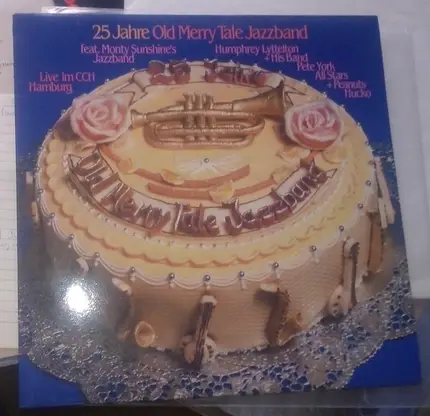 25 Jahre Old Merry Tale Jazzband
feat. Monty Sunshine's
Jazzband
Humphrey Lyttelton
+ His Band
Pete York
All Stars
+ Peanuts
Hucko
Live im CCH
Hamburg
25 Jahre
Old Merry Tale Jazzband